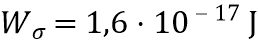 W_σ = 1,6 · 10^{– 17} J